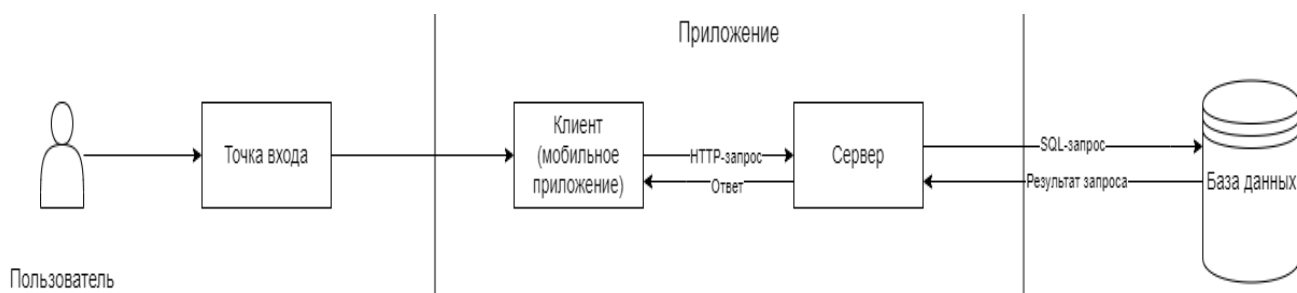 Приложение
Точка входа
Клиент
(мобильное
приложение)
HTTP-запрос
Ответ
Сервер
SQL-запрос
Результат запроса
База данных
Пользователь